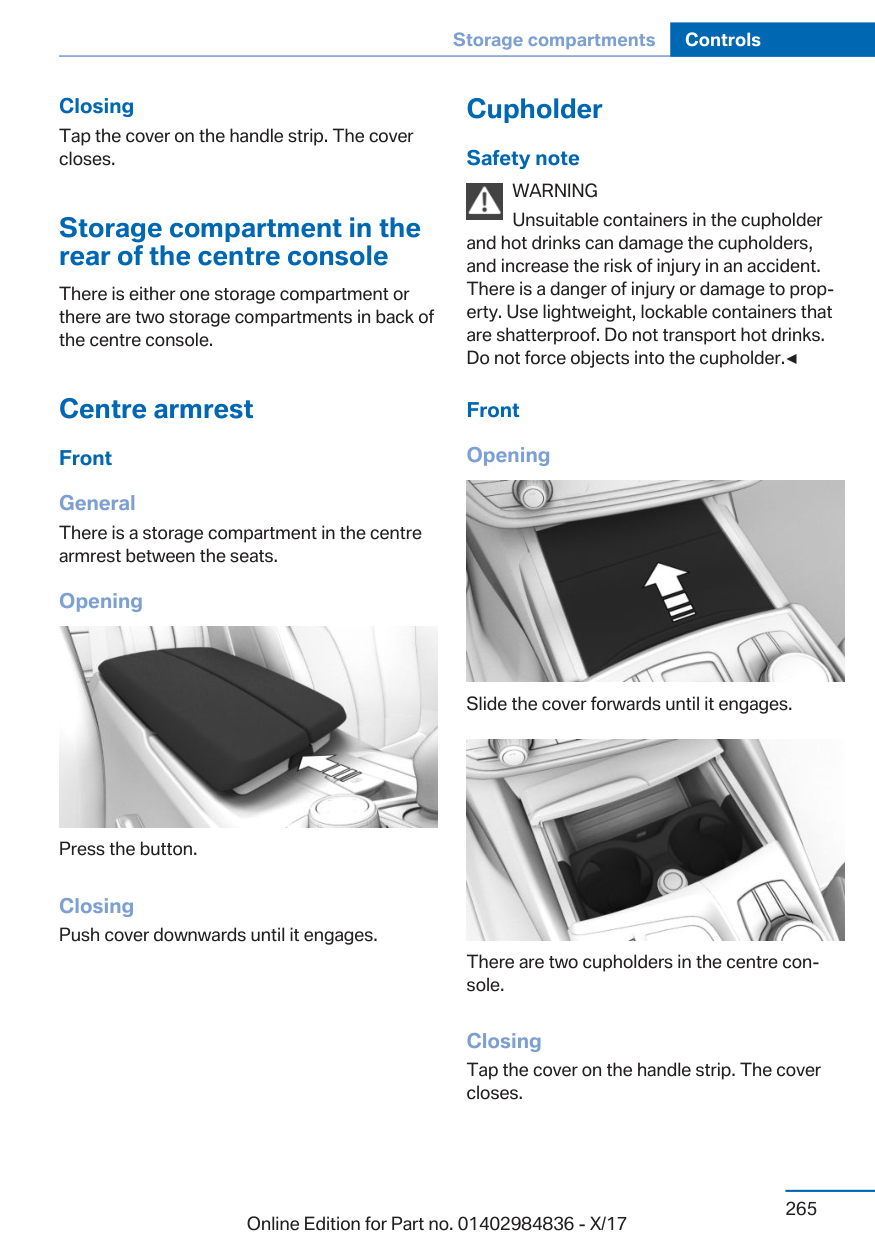 Storage compartments Controls
Closing
Tap the cover on the handle strip. The cover
closes.
Storage compartment in the
rear of the centre console
There is either one storage compartment or
there are two storage compartments in back of
the centre console.
Centre armrest
Front
General
There is a storage compartment in the centre
armrest between the seats.
Opening
Press the button.
Closing
Push cover downwards until it engages.
Cupholder
Safety note
WARNING
Unsuitable containers in the cupholder
and hot drinks can damage the cupholders,
and increase the risk of injury in an accident.
There is a danger of injury or damage to prop-
erty. Use lightweight, lockable containers that
are shatterproof. Do not transport hot drinks.
Do not force objects into the cupholder.◄
Front
Opening
Slide the cover forwards until it engages.
There are two cupholders in the centre con-
sole.
Closing
Tap the cover on the handle strip. The cover
closes.
265
Online Edition for Part no. 01402984836 - X/17